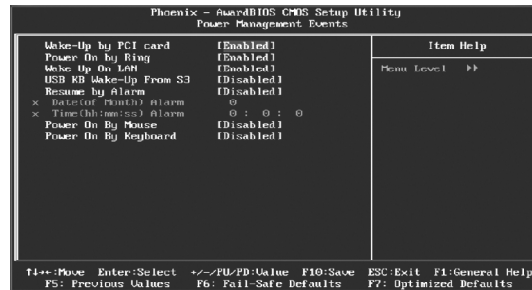 Phoenix - AwardBIOS CMOS Setup Utility
Power Management Events
Wake-Up by PCI card [Enabled]
Power On by Ring [Enabled]
Wake Up On LAN [Enabled]
USB KB Wake-Up From S3 [Disabled]
Resume by Alarm [Disabled]
x Date(of Month) Alarm 0
x Time(hh:mm:ss) Alarm 0 : 0 : 0
Power On By Mouse [Disabled]
Power On By Keyboard [Disabled]
Item Help
Menu Level ▸▸
↑↓→←:Move Enter:Select +/-/PU/PD:Value F10:Save ESC:Exit F1:General Help
F5: Previous Values F6: Fail-Safe Defaults F7: Optimized Defaults